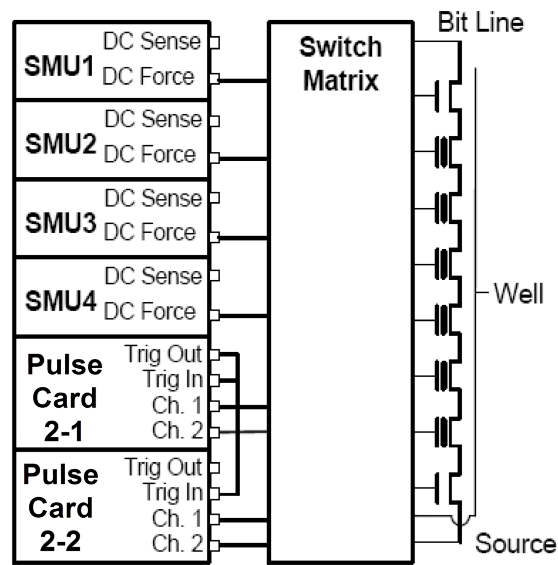 Bit Line
DC Sense
SMU1
DC Force
Switch
Matrix
DC Sense
SMU2
DC Force
DC Sense
SMU3
DC Force
DC Sense
SMU4
DC Force
Well
Pulse
Card
2-1
Trig Out
Trig In
Ch. 1
Ch. 2
Pulse
Card
2-2
Trig Out
Trig In
Ch. 1
Ch. 2
Source